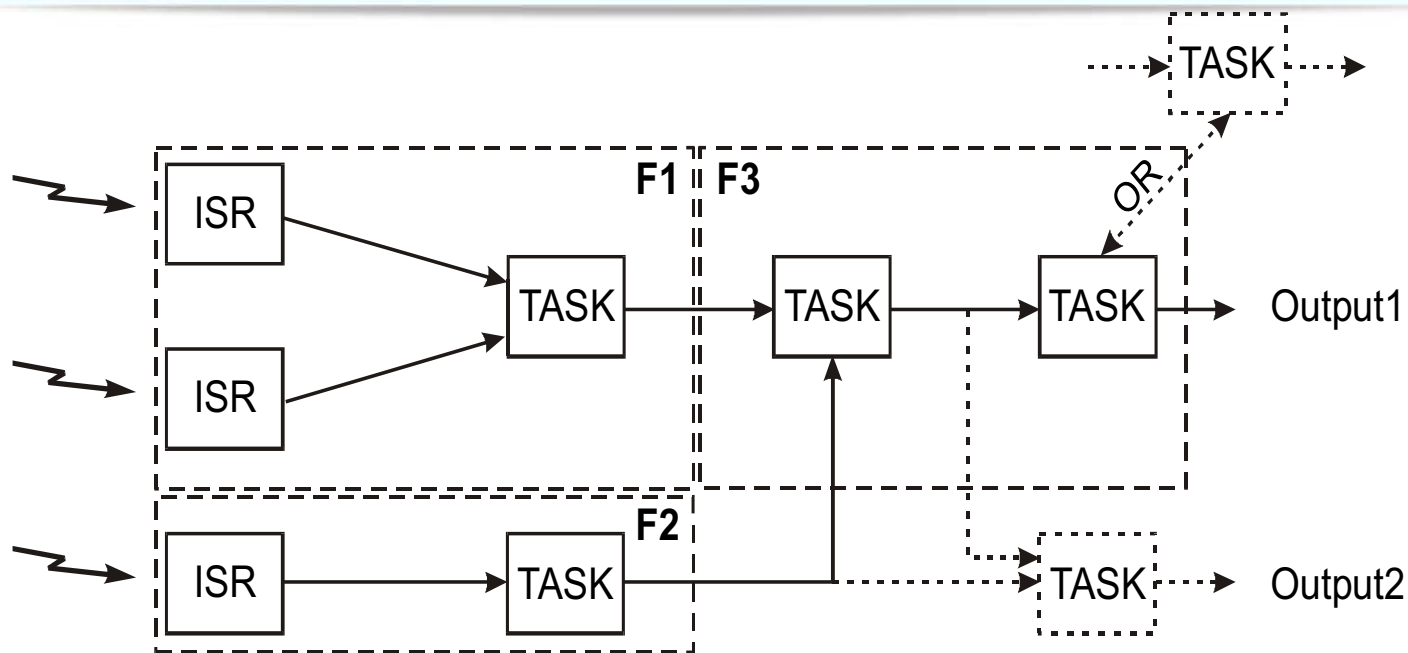 TASK
OR
F1
F3
ISR
TASK
TASK
TASK
Output1
ISR
F2
ISR
TASK
TASK
Output2